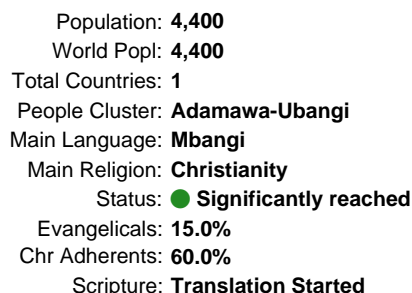 Population: 4,400
World Popl: 4,400
Total Countries: 1
People Cluster: Adamawa-Ubangi
Main Language: Mbangi
Main Religion: Christianity
Status: Significantly reached
Evangelicals: 15.0%
Chr Adherents: 60.0%
Scripture: Translation Started